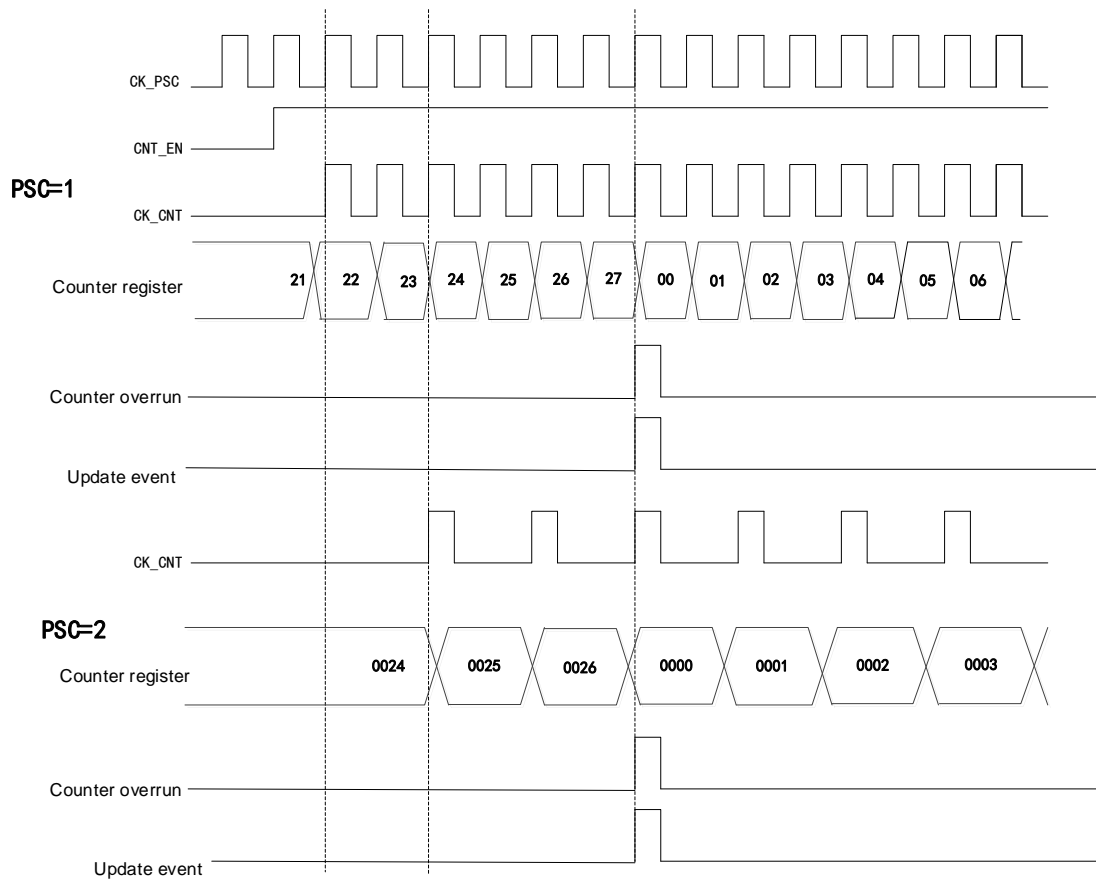 CK_PSC
CNT_EN
PSC=1
CK_CNT
Counter register 21 22 23 24 25 26 27 00 01 02 03 04 05 06
Counter overrun
Update event
CK_CNT
PSC=2
Counter register 0024 0025 0026 0000 0001 0002 0003
Counter overrun
Update event